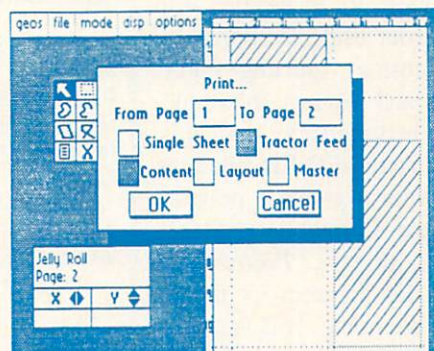 geos file mode disp options
Print...
From Page 1 To Page 2
Single Sheet Tractor Feed
Content Layout Master
OK Cancel
Jelly Roll
Page: 2
X Y